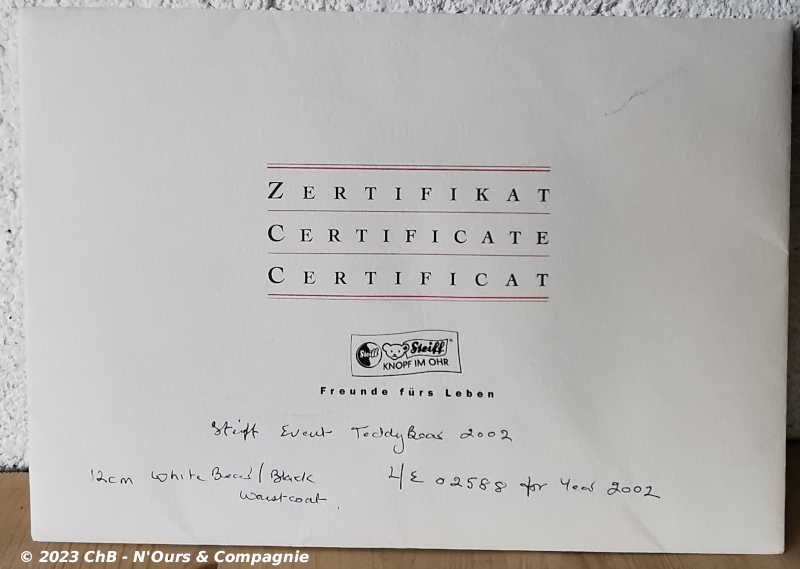 ZERTIFIKAT
CERTIFICATE
CERTIFICAT
Steiff
Steiff
KNOPF IM OHR
Freunde fürs Leben
Steiff Event TeddyBear 2002
12cm White Bear/Black
Waistcoat.
L/E 02588 for Year 2002
© 2023 ChB - N'Ours & Compagnie